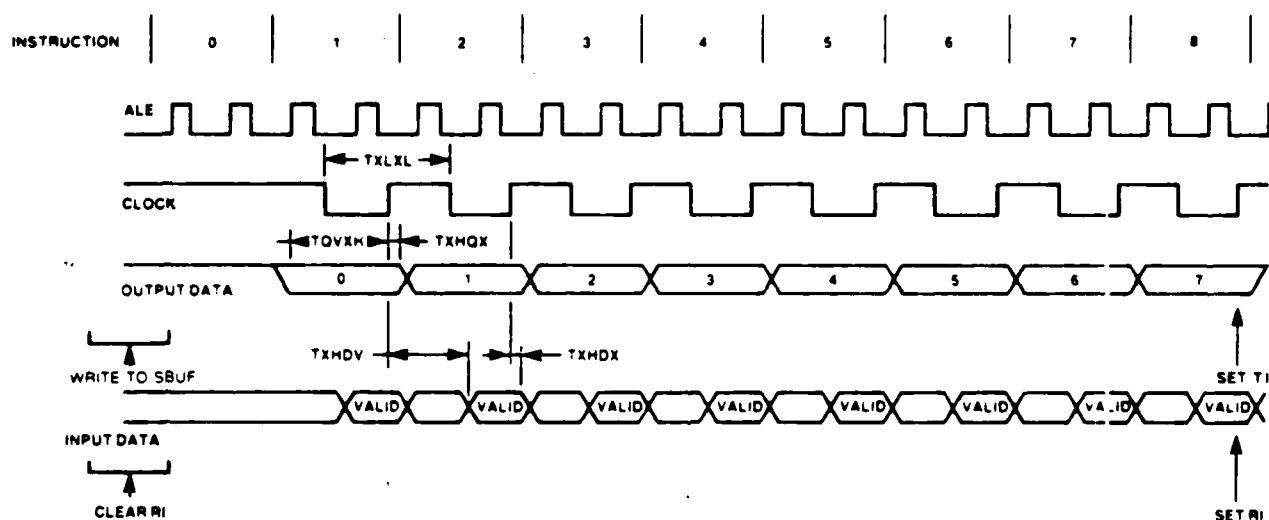 INSTRUCTION 0 1 2 3 4 5 6 7 8
ALE
TXLXL
CLOCK
TQVXH TXHQX
OUTPUT DATA 0 1 2 3 4 5 6 7
TXHDV TXHDX
WRITE TO SBUF SET TI
VALID VALID VALID VALID VALID VALID VALID VALID
INPUT DATA
CLEAR RI SET RI